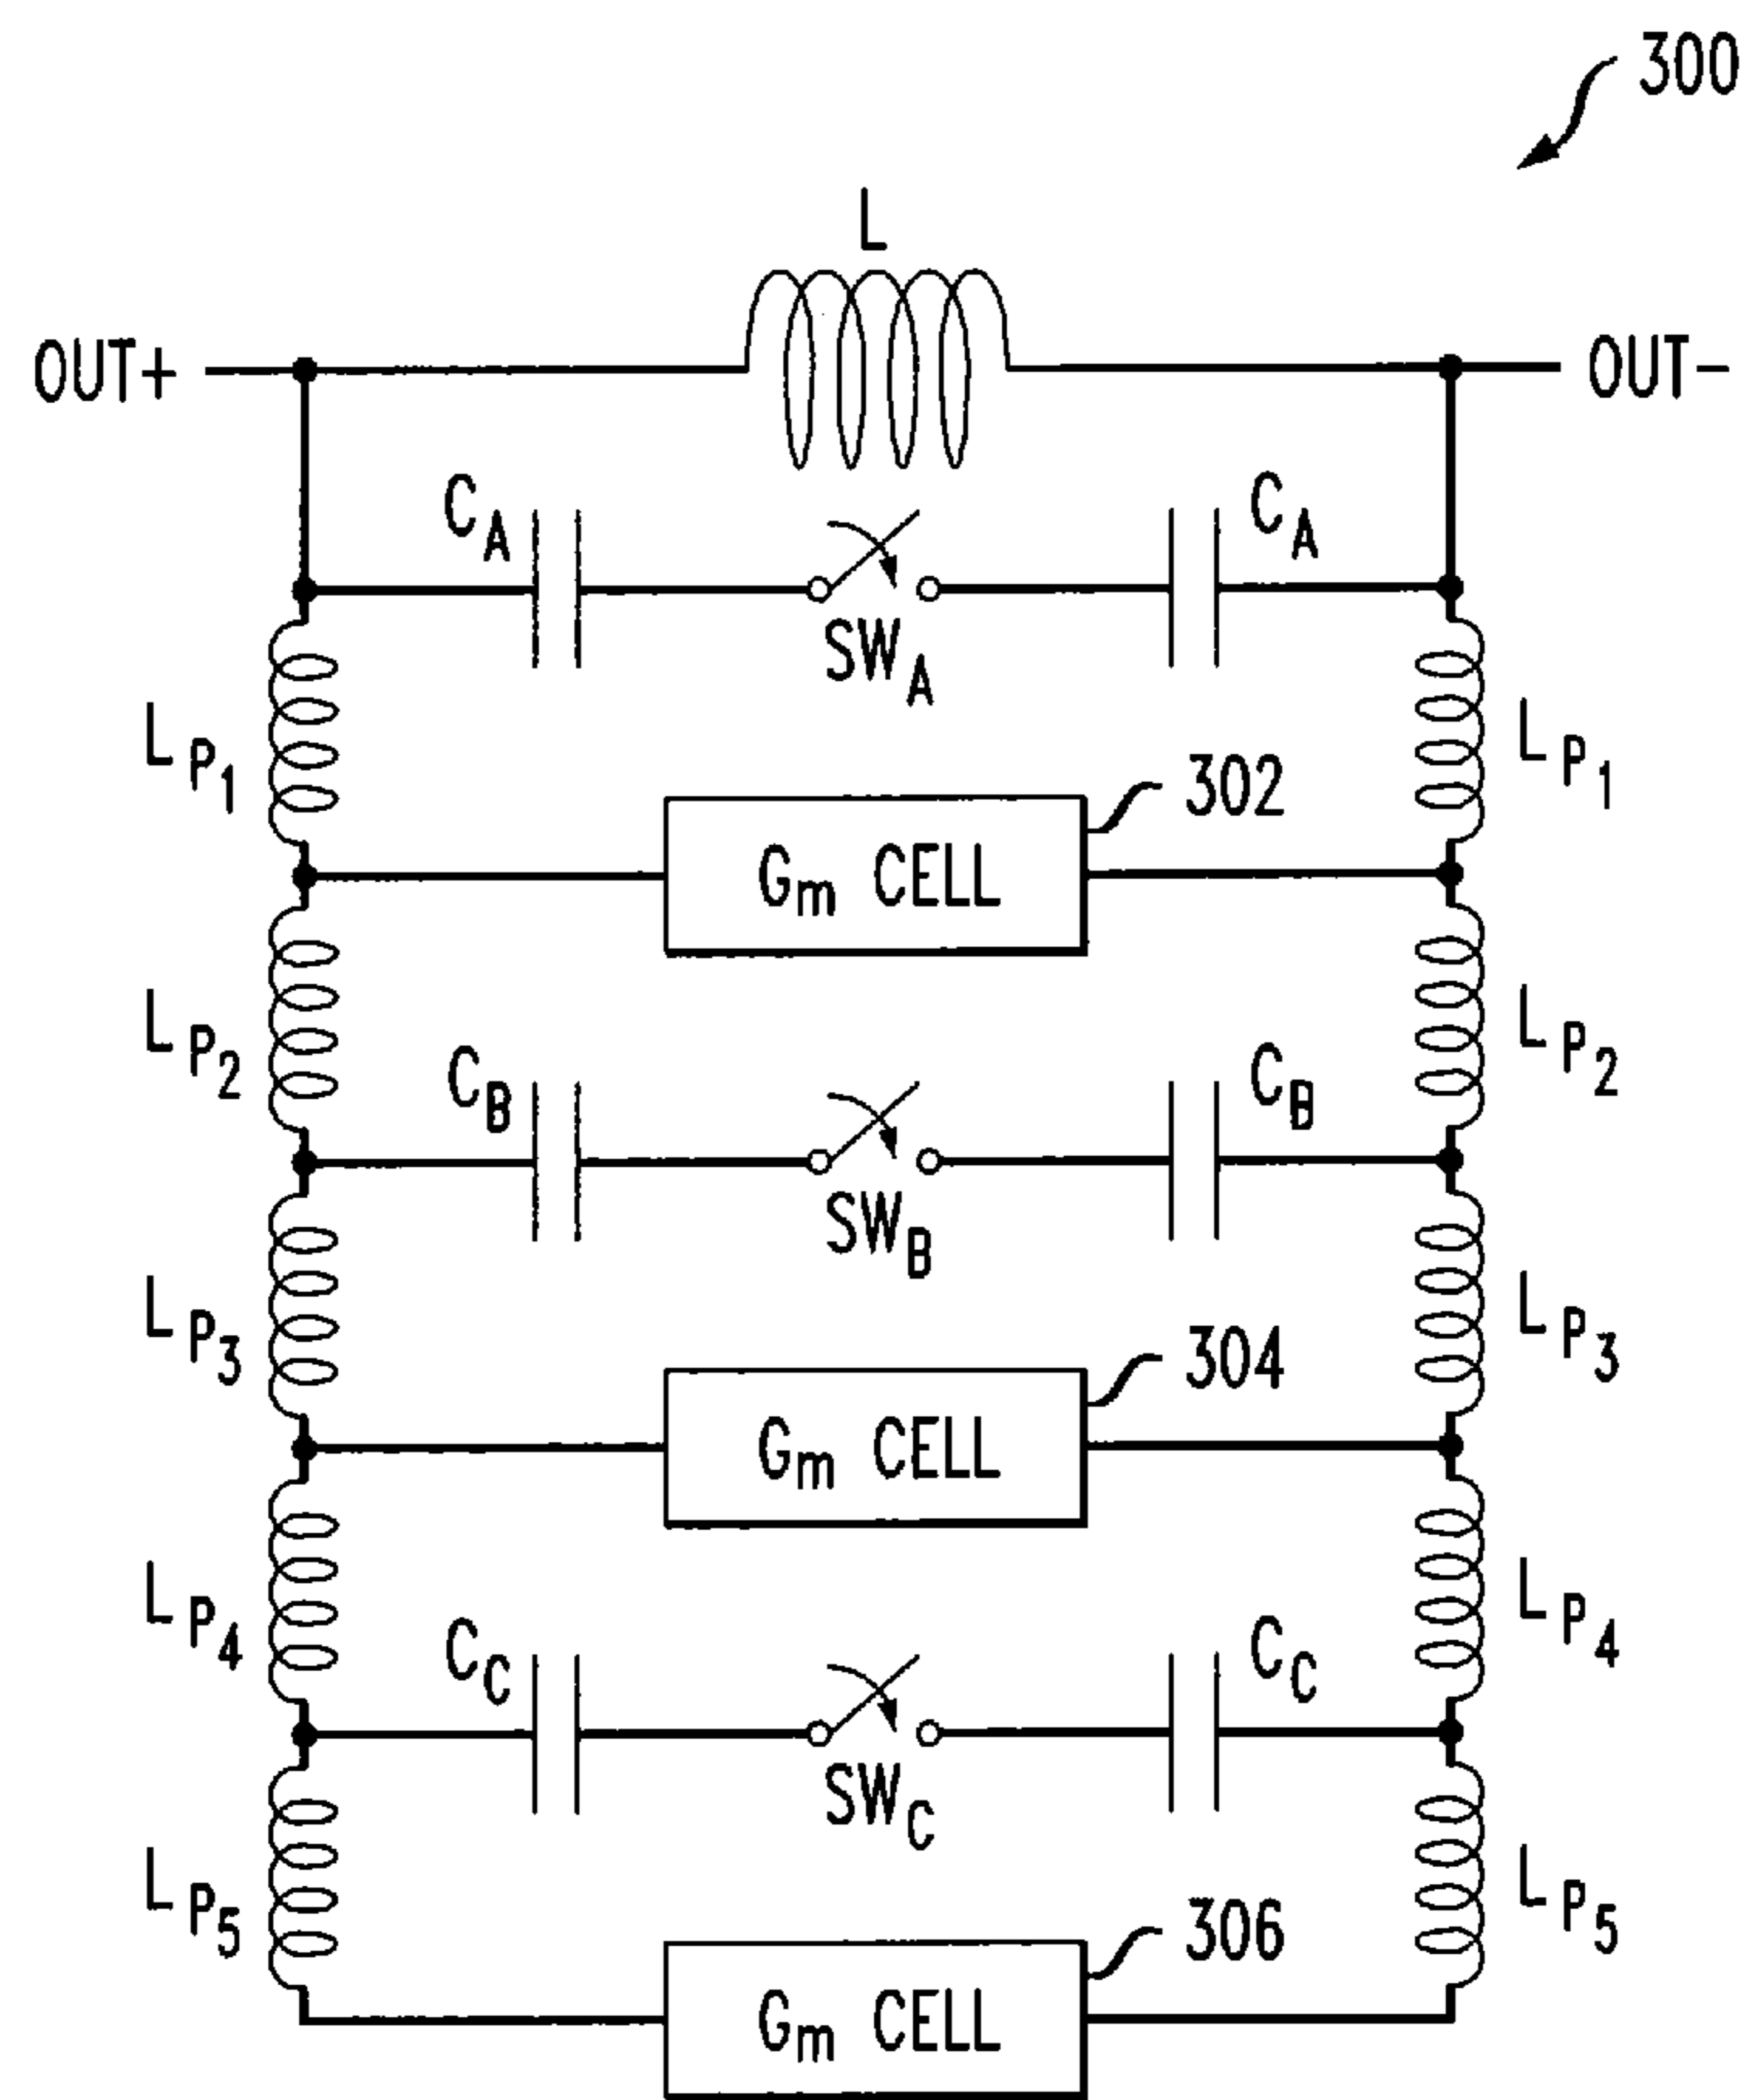 300
L
OUT+ OUT-
C_A C_A
SW_A
L_P1 L_P1
302
G_m CELL
L_P2 L_P2
C_B C_B
SW_B
L_P3 L_P3
304
G_m CELL
L_P4 L_P4
C_C C_C
SW_C
L_P5 L_P5
306
G_m CELL